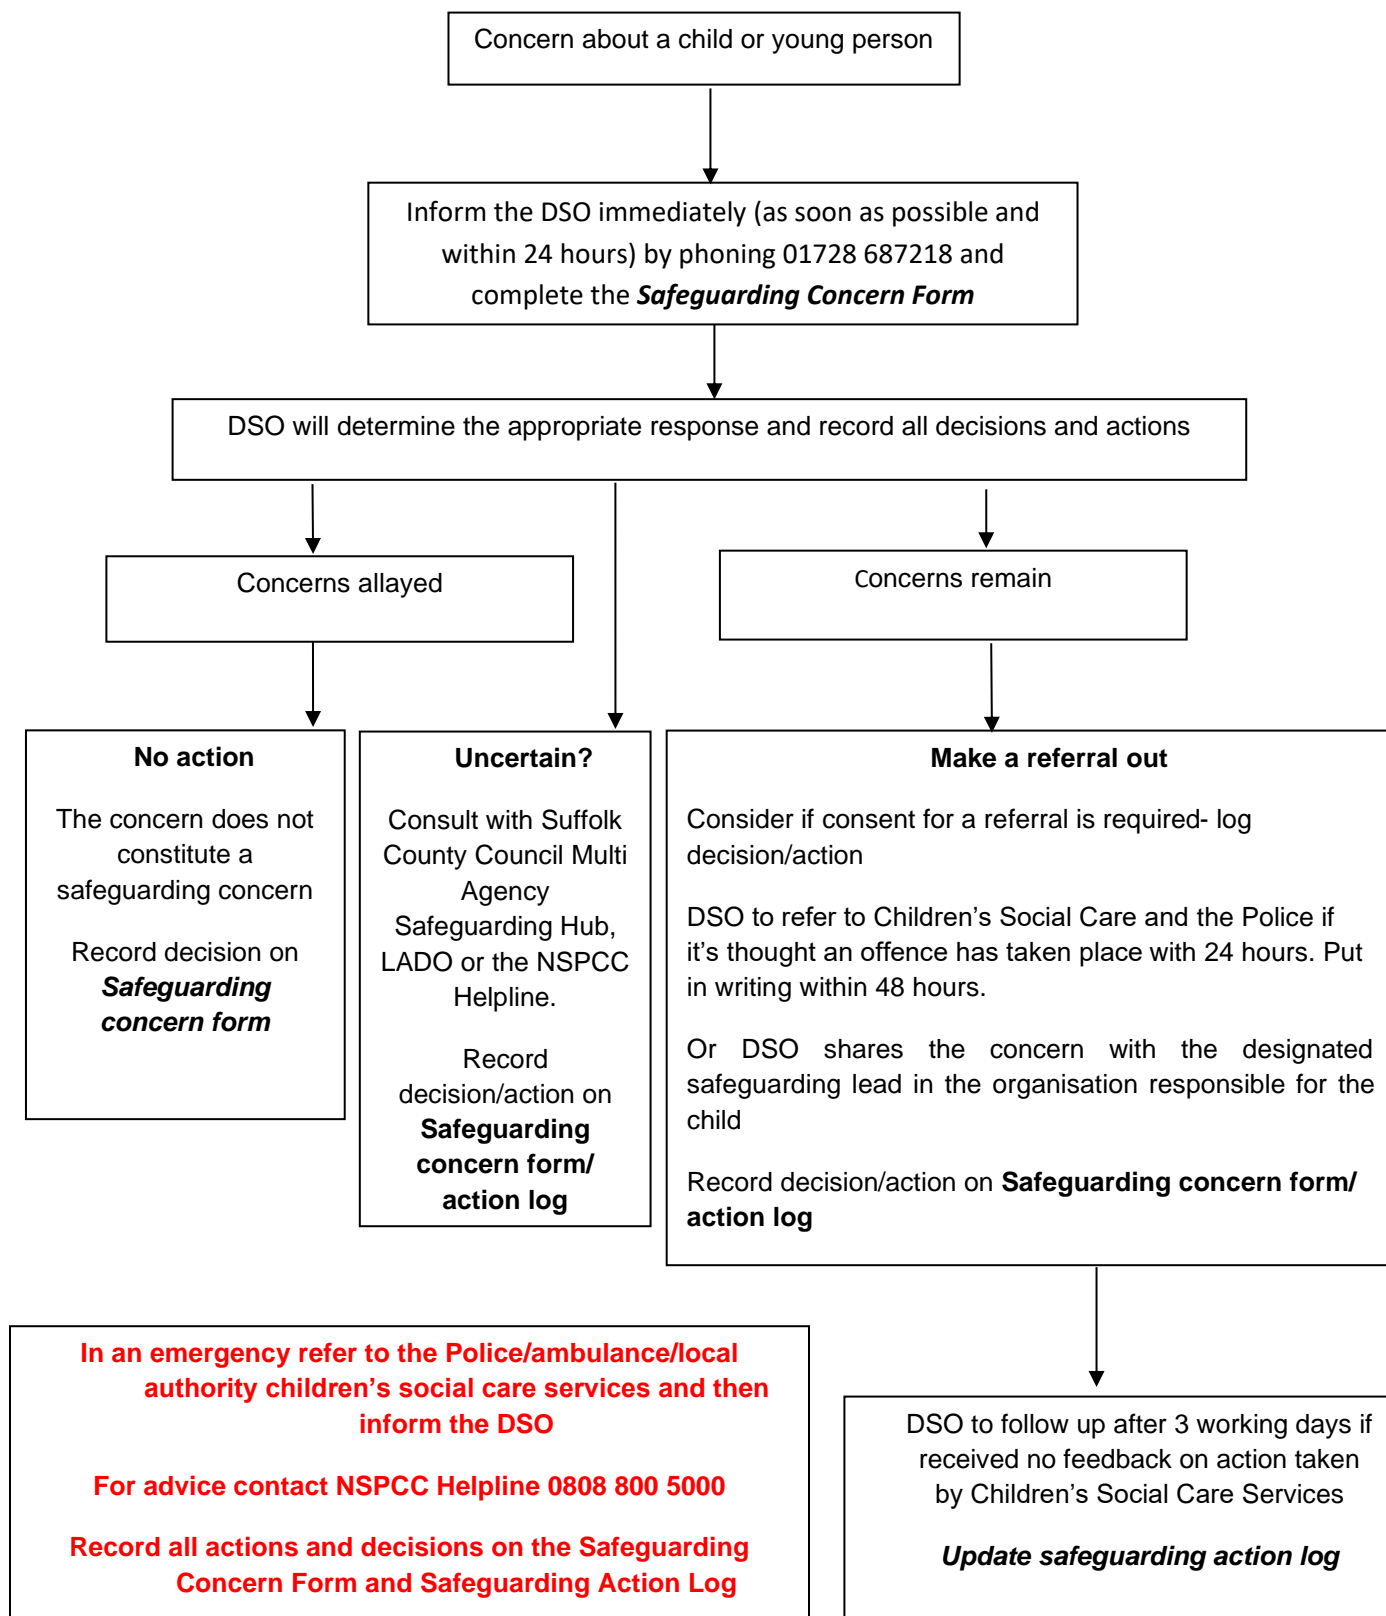 Concern about a child or young person
Inform the DSO immediately (as soon as possible and
within 24 hours) by phoning 01728 687218 and
complete the Safeguarding Concern Form
DSO will determine the appropriate response and record all decisions and actions
Concerns allayed
Concerns remain
No action
The concern does not
constitute a
safeguarding concern
Record decision on
Safeguarding
concern form
Uncertain?
Consult with Suffolk
County Council Multi
Agency
Safeguarding Hub,
LADO or the NSPCC
Helpline.
Record
decision/action on
Safeguarding
concern form/
action log
Make a referral out
Consider if consent for a referral is required- log
decision/action
DSO to refer to Children’s Social Care and the Police if
it’s thought an offence has taken place with 24 hours. Put
in writing within 48 hours.
Or DSO shares the concern with the designated
safeguarding lead in the organisation responsible for the
child
Record decision/action on Safeguarding concern form/
action log
In an emergency refer to the Police/ambulance/local
authority children’s social care services and then
inform the DSO
For advice contact NSPCC Helpline 0808 800 5000
Record all actions and decisions on the Safeguarding
Concern Form and Safeguarding Action Log
DSO to follow up after 3 working days if
received no feedback on action taken
by Children’s Social Care Services
Update safeguarding action log